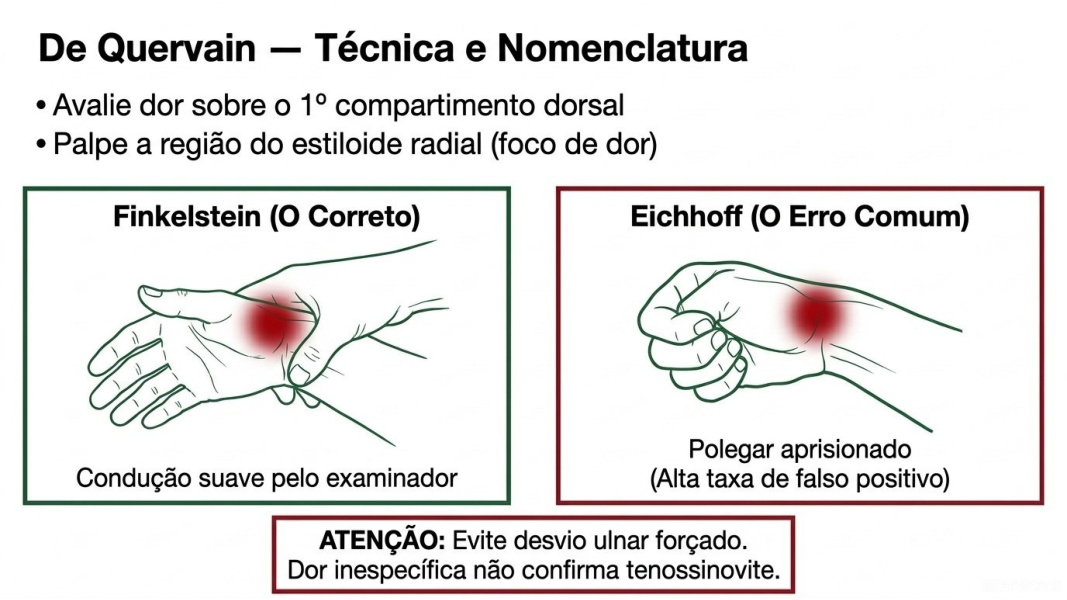 De Quervain — Técnica e Nomenclatura
• Avalie dor sobre o 1º compartimento dorsal
• Palpe a região do estiloide radial (foco de dor)
Finkelstein (O Correto)
Condução suave pelo examinador
Eichhoff (O Erro Comum)
Polegar aprisionado
(Alta taxa de falso positivo)
ATENÇÃO: Evite desvio ulnar forçado.
Dor inespecífica não confirma tenossinovite.